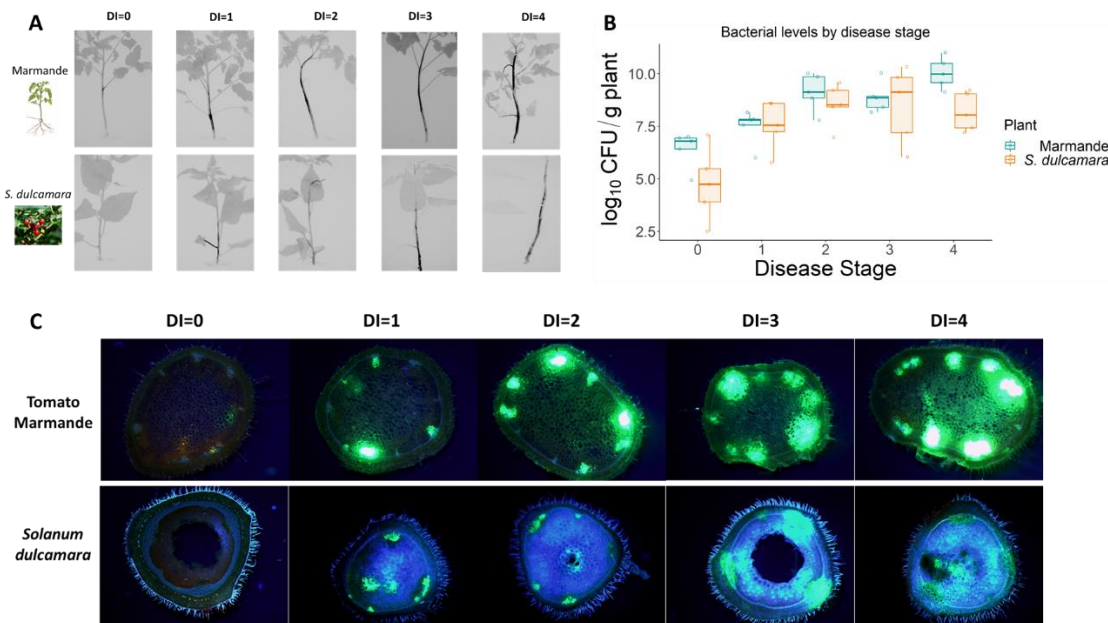 A
DI=0 DI=1 DI=2 DI=3 DI=4
Marmande
S. dulcamara
B
Bacterial levels by disease stage
log10 CFU/g plant
10.0
7.5
5.0
2.5
0 1 2 3 4
Disease Stage
Plant
Marmande
S. dulcamara
C
DI=0 DI=1 DI=2 DI=3 DI=4
Tomato
Marmande
Solanum
dulcamara